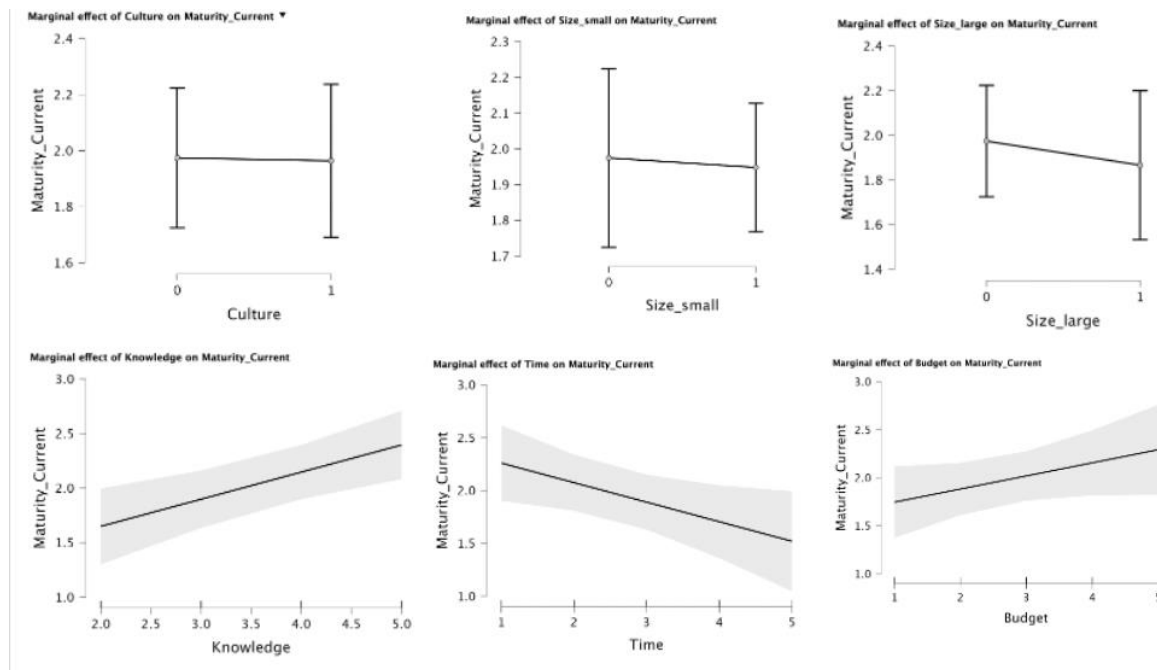 Marginal effect of Culture on Maturity_Current ▼
Maturity_Current
2.4
2.2
2.0
1.8
1.6
0 1
Culture
Marginal effect of Size_small on Maturity_Current
Maturity_Current
2.3
2.2
2.1
2.0
1.9
1.8
1.7
0 1
Size_small
Marginal effect of Size_large on Maturity_Current
Maturity_Current
2.4
2.2
2.0
1.8
1.6
1.4
0 1
Size_large
Marginal effect of Knowledge on Maturity_Current
Maturity_Current
3.0
2.5
2.0
1.5
1.0
2.0 2.5 3.0 3.5 4.0 4.5 5.0
Knowledge
Marginal effect of Time on Maturity_Current
Maturity_Current
3.0
2.5
2.0
1.5
1.0
1 2 3 4 5
Time
Marginal effect of Budget on Maturity_Current
Maturity_Current
3.0
2.5
2.0
1.5
1.0
1 2 3 4 5
Budget